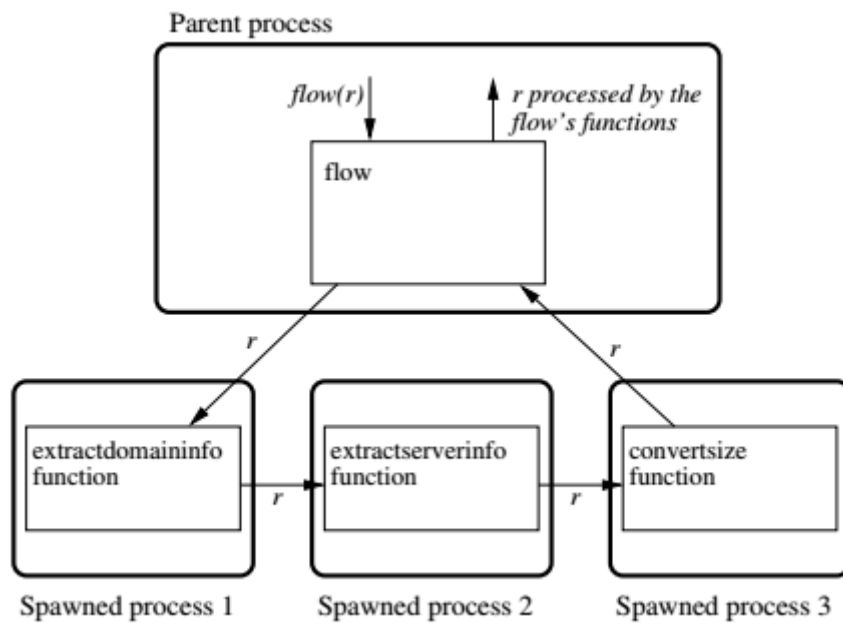 Parent process
flow(r)
r processed by the
flow's functions
flow
r
r
extractdomaininfo
function
extractserverinfo
function
convertsize
function
r
r
Spawned process 1
Spawned process 2
Spawned process 3